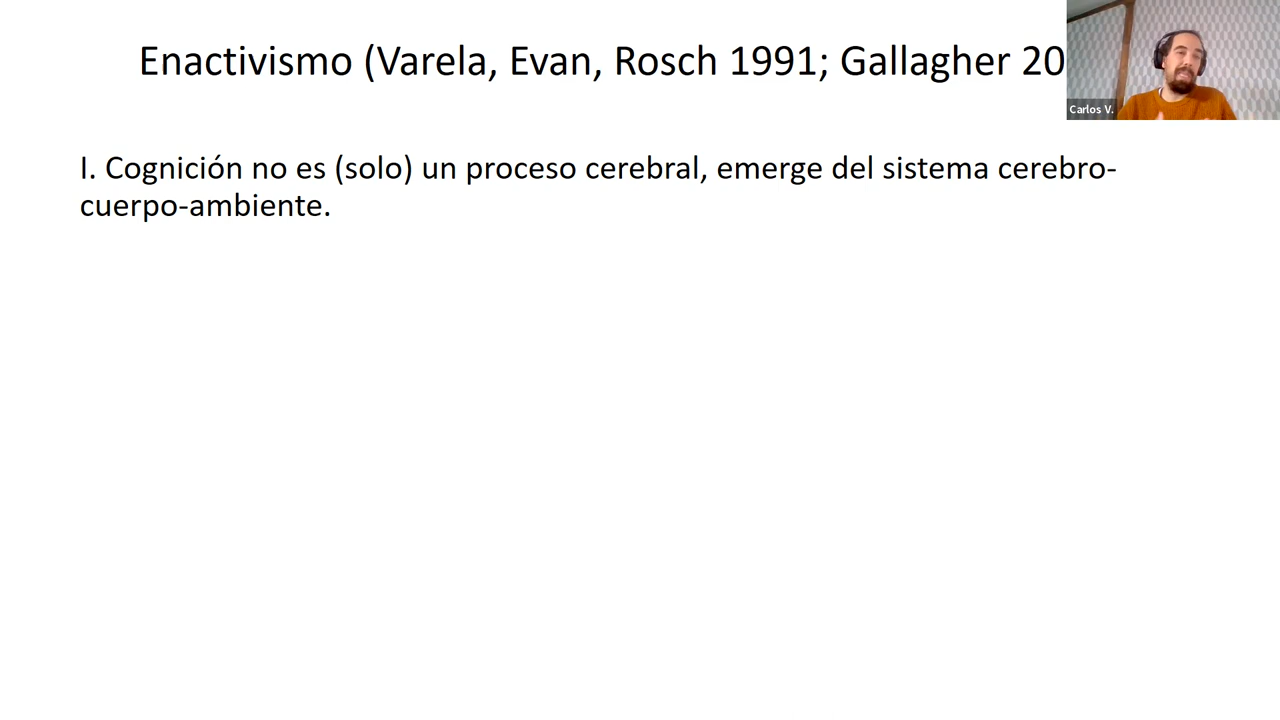 Enactivismo (Varela, Evan, Rosch 1991; Gallagher 20
Carlos V.
I. Cognición no es (solo) un proceso cerebral, emerge del sistema cerebro-
cuerpo-ambiente.